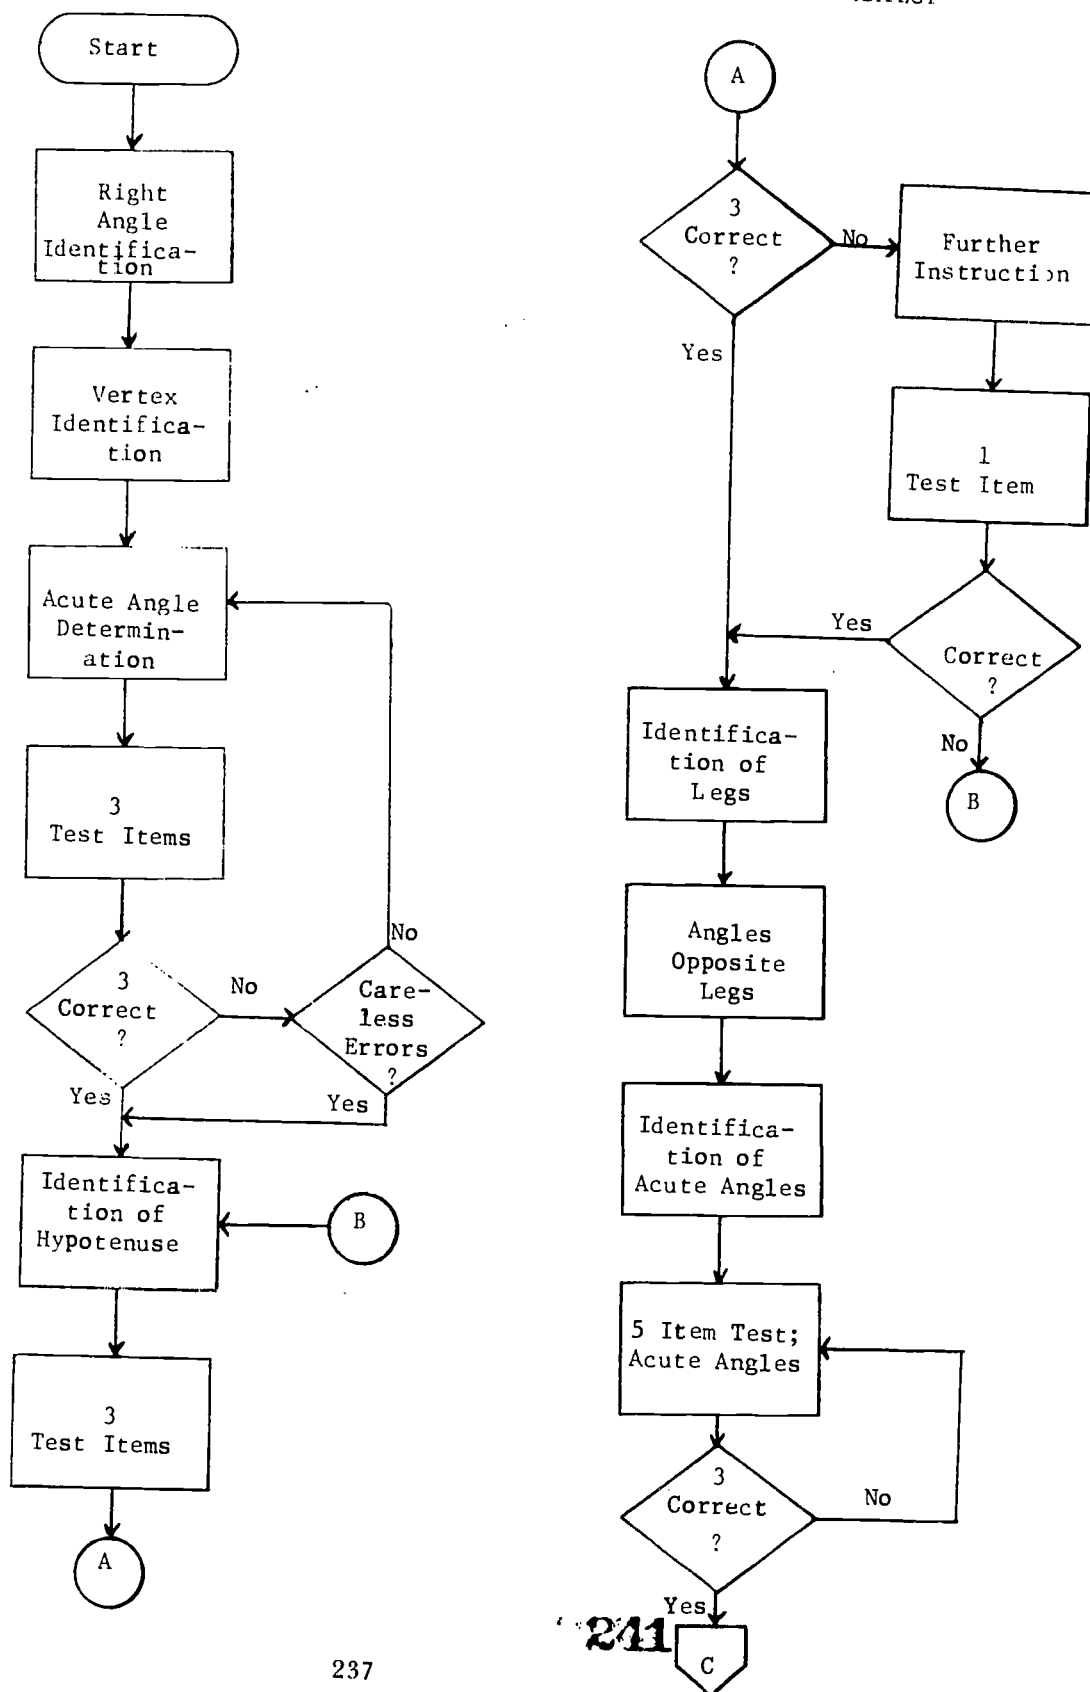 Start
Right
Angle
Identifica-
tion
Vertex
Identifica-
tion
Acute Angle
Determin-
ation
3
Test Items
3
Correct
?
No
Yes
Care-
less
Errors
?
No
Yes
Identifica-
tion of
Hypotenuse
B
3
Test Items
A
A
3
Correct
?
No
Yes
Further
Instruction
1
Test Item
Correct
?
Yes
No
B
Identifica-
tion of
Legs
Angles
Opposite
Legs
Identifica-
tion of
Acute Angles
5 Item Test;
Acute Angles
3
Correct
?
No
Yes
C
241
237